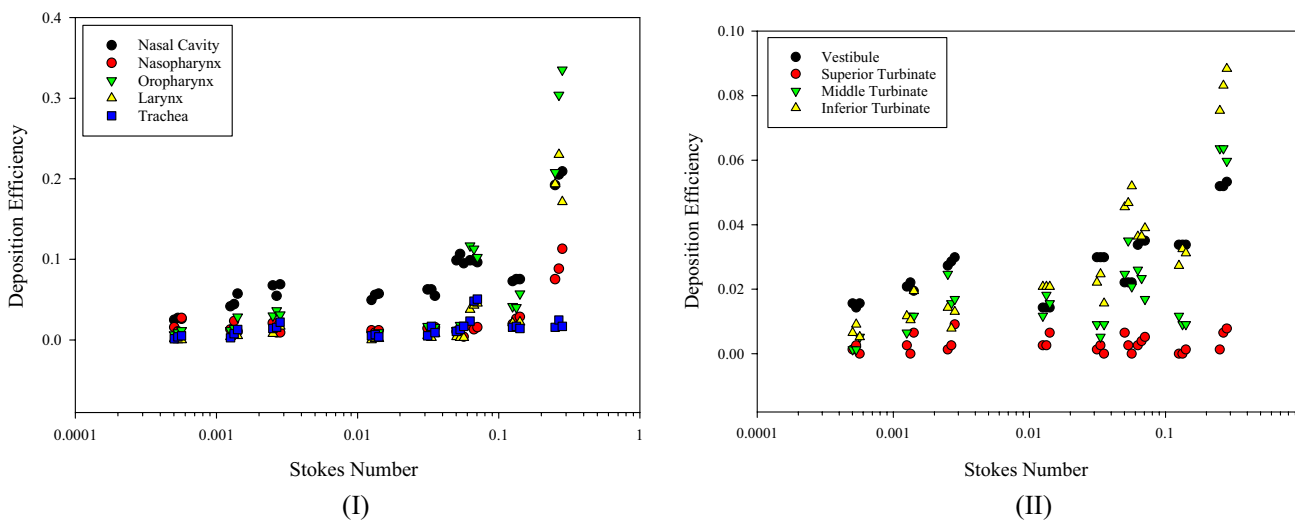 0.4
0.3
0.2
0.1
0.0
Deposition Efficiency
Nasal Cavity
Nasopharynx
Oropharynx
Larynx
Trachea
0.0001
0.001
0.01
0.1
1
Stokes Number
(I)
0.10
0.08
0.06
0.04
0.02
0.00
Deposition Efficiency
Vestibule
Superior Turbinate
Middle Turbinate
Inferior Turbinate
0.0001
0.001
0.01
0.1
Stokes Number
(II)